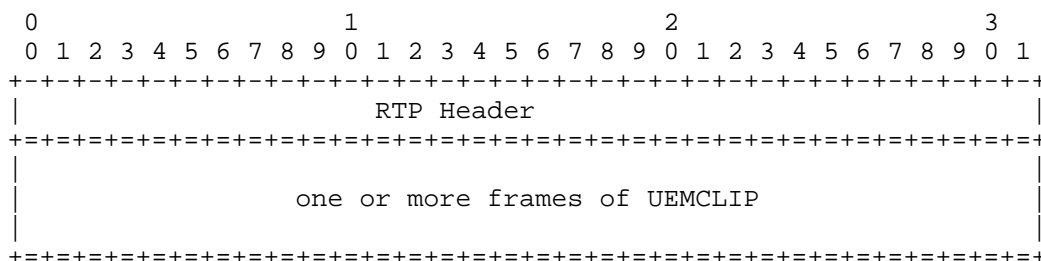 0                   1                   2                   3
0 1 2 3 4 5 6 7 8 9 0 1 2 3 4 5 6 7 8 9 0 1 2 3 4 5 6 7 8 9 0 1
+-+-+-+-+-+-+-+-+-+-+-+-+-+-+-+-+-+-+-+-+-+-+-+-+-+-+-+-+-+-+-+-+
|                      RTP Header                               |
+=+=+=+=+=+=+=+=+=+=+=+=+=+=+=+=+=+=+=+=+=+=+=+=+=+=+=+=+=+=+=+=+
|                                                               |
|                 one or more frames of UEMCLIP                 |
|                                                               |
+=+=+=+=+=+=+=+=+=+=+=+=+=+=+=+=+=+=+=+=+=+=+=+=+=+=+=+=+=+=+=+=+